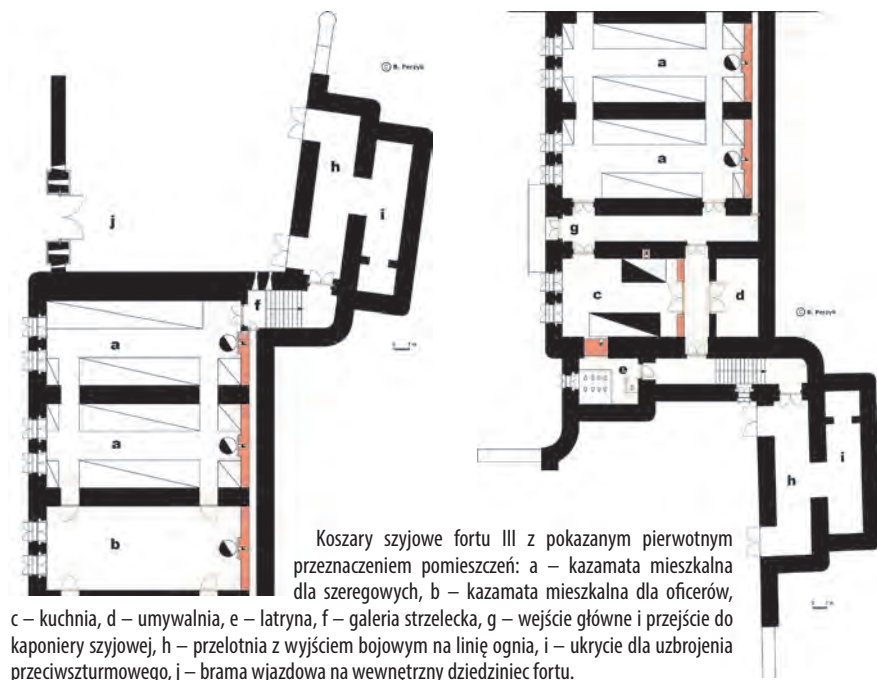 © B. Perzyk
a
h
i
j
f
a
a
g
c
d
a
© B. Perzyk
e
a
h
i
b
Koszary szyjowe fortu III z pokazanym pierwotnym
przeznaczeniem pomieszczeń: a – kazamata mieszkalna
dla szeregowych, b – kazamata mieszkalna dla oficerów,
c – kuchnia, d – umywalnia, e – latryna, f – galeria strzelecka, g – wejście główne i przejście do
kaponiery szyjowej, h – przelotnia z wyjściem bojowym na linię ognia, i – ukrycie dla uzbrojenia
przeciwszturmowego, j – brama wjazdowa na wewnętrzny dziedziniec fortu.